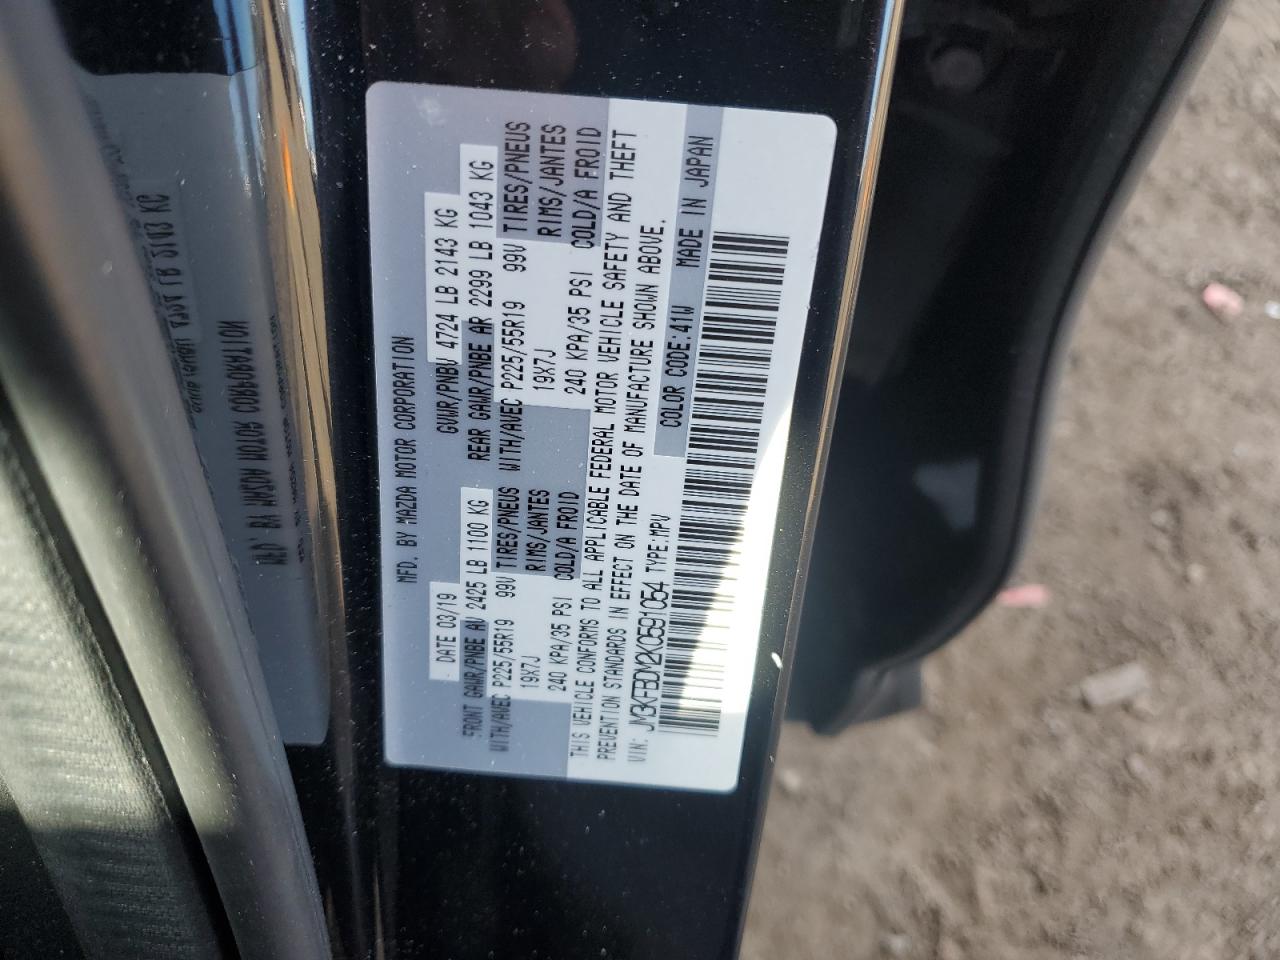 MFD. BY MAZDA MOTOR CORPORATION
DATE 03/19 GVWR/PNBV 4724 LB 2143 KG
FRONT GAWR/PNBE AV 2425 LB 1100 KG REAR GAWR/PNBE AR 2299 LB 1043 KG
WITH/AVEC P225/55R19 99V TIRES/PNEUS WITH/AVEC P225/55R19 99V TIRES/PNEUS
19X7J RIMS/JANTES 19X7J RIMS/JANTES
240 KPA/35 PSI COLD/A FROID 240 KPA/35 PSI COLD/A FROID
THIS VEHICLE CONFORMS TO ALL APPLICABLE FEDERAL MOTOR VEHICLE SAFETY AND THEFT
PREVENTION STANDARDS IN EFFECT ON THE DATE OF MANUFACTURE SHOWN ABOVE.
VIN: JM3KFBDM2K0591054 TYPE:MPV COLOR CODE:41W MADE IN JAPAN